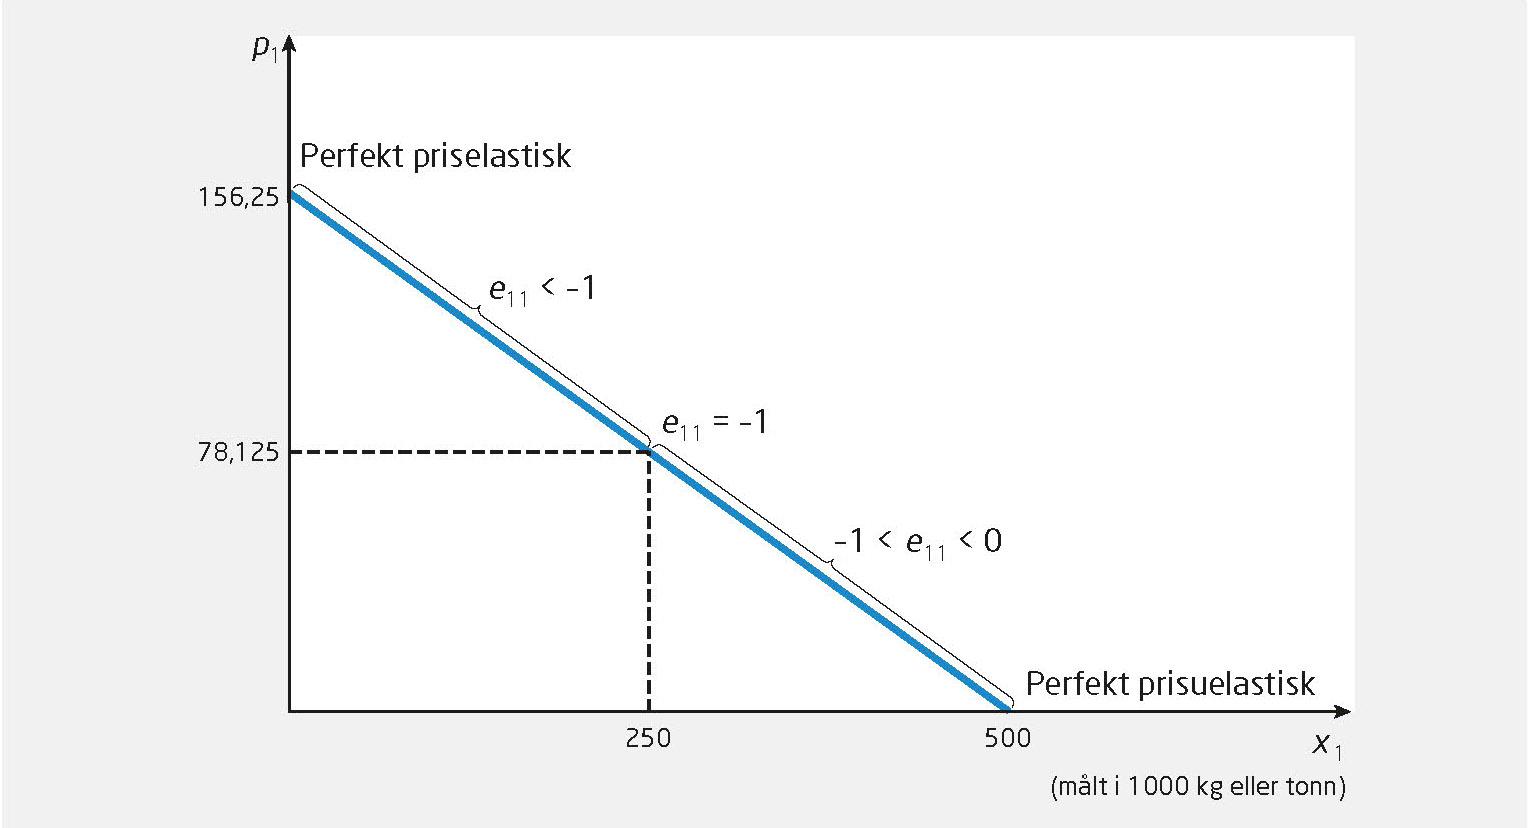 p1
Perfekt priselastisk
156,25
e11 < –1
e11 = –1
78,125
–1 < e11 < 0
Perfekt prisuelastisk
250
500
x1
(målt i 1000 kg eller tonn)